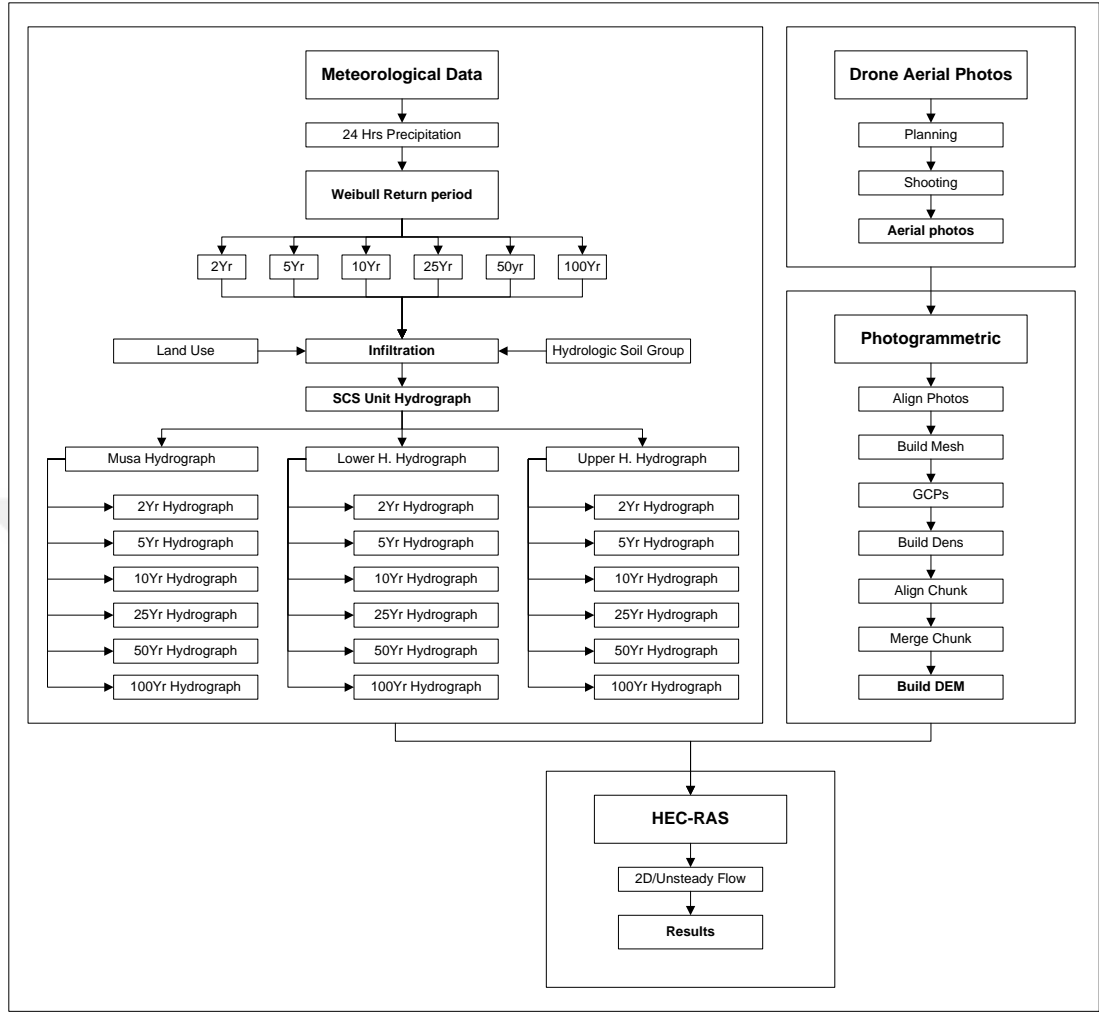 Meteorological Data
24 Hrs Precipitation
Weibull Return period
2Yr
5Yr
10Yr
25Yr
50yr
100Yr
Land Use
Infiltration
Hydrologic Soil Group
SCS Unit Hydrograph
Musa Hydrograph
Lower H. Hydrograph
Upper H. Hydrograph
2Yr Hydrograph
5Yr Hydrograph
10Yr Hydrograph
25Yr Hydrograph
50Yr Hydrograph
100Yr Hydrograph
2Yr Hydrograph
5Yr Hydrograph
10Yr Hydrograph
25Yr Hydrograph
50Yr Hydrograph
100Yr Hydrograph
2Yr Hydrograph
5Yr Hydrograph
10Yr Hydrograph
25Yr Hydrograph
50Yr Hydrograph
100Yr Hydrograph
Drone Aerial Photos
Planning
Shooting
Aerial photos
Photogrammetric
Align Photos
Build Mesh
GCPs
Build Dens
Align Chunk
Merge Chunk
Build DEM
HEC-RAS
2D/Unsteady Flow
Results